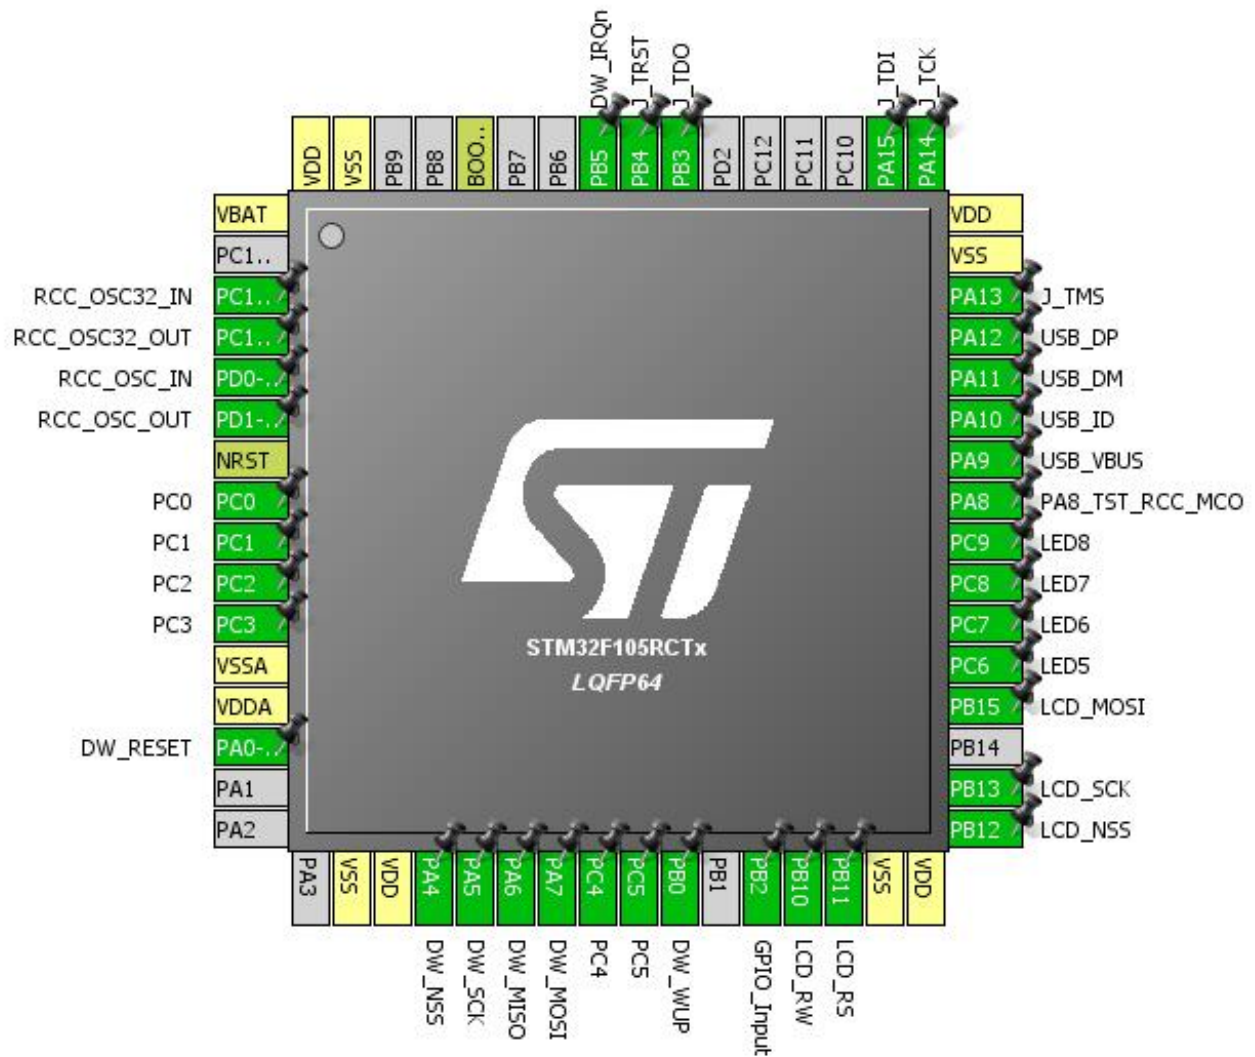 DW_IRQn
J_TRST
J_TDO
J_TDI
J_TCK
VDD
VSS
PB9
PB8
BOO..
PB7
PB6
PB5
PB4
PB3
PD2
PC12
PC11
PC10
PA15
PA14
VBAT
PC1..
RCC_OSC32_IN PC1..
RCC_OSC32_OUT PC1..
RCC_OSC_IN PD0-..
RCC_OSC_OUT PD1-..
NRST
PC0 PC0
PC1 PC1
PC2 PC2
PC3 PC3
VSSA
VDDA
DW_RESET PA0-..
PA1
PA2
STM32F105RCTx
LQFP64
VDD
VSS
PA13 J_TMS
PA12 USB_DP
PA11 USB_DM
PA10 USB_ID
PA9 USB_VBUS
PA8 PA8_TST_RCC_MCO
PC9 LED8
PC8 LED7
PC7 LED6
PC6 LED5
PB15 LCD_MOSI
PB14
PB13 LCD_SCK
PB12 LCD_NSS
PA3
VSS
VDD
PA4
PA5
PA6
PA7
PC4
PC5
PB0
PB1
PB2
PB10
PB11
VSS
VDD
DW_NSS
DW_SCK
DW_MISO
DW_MOSI
PC4
PC5
DW_WUP
GPIO_Input
LCD_RW
LCD_RS